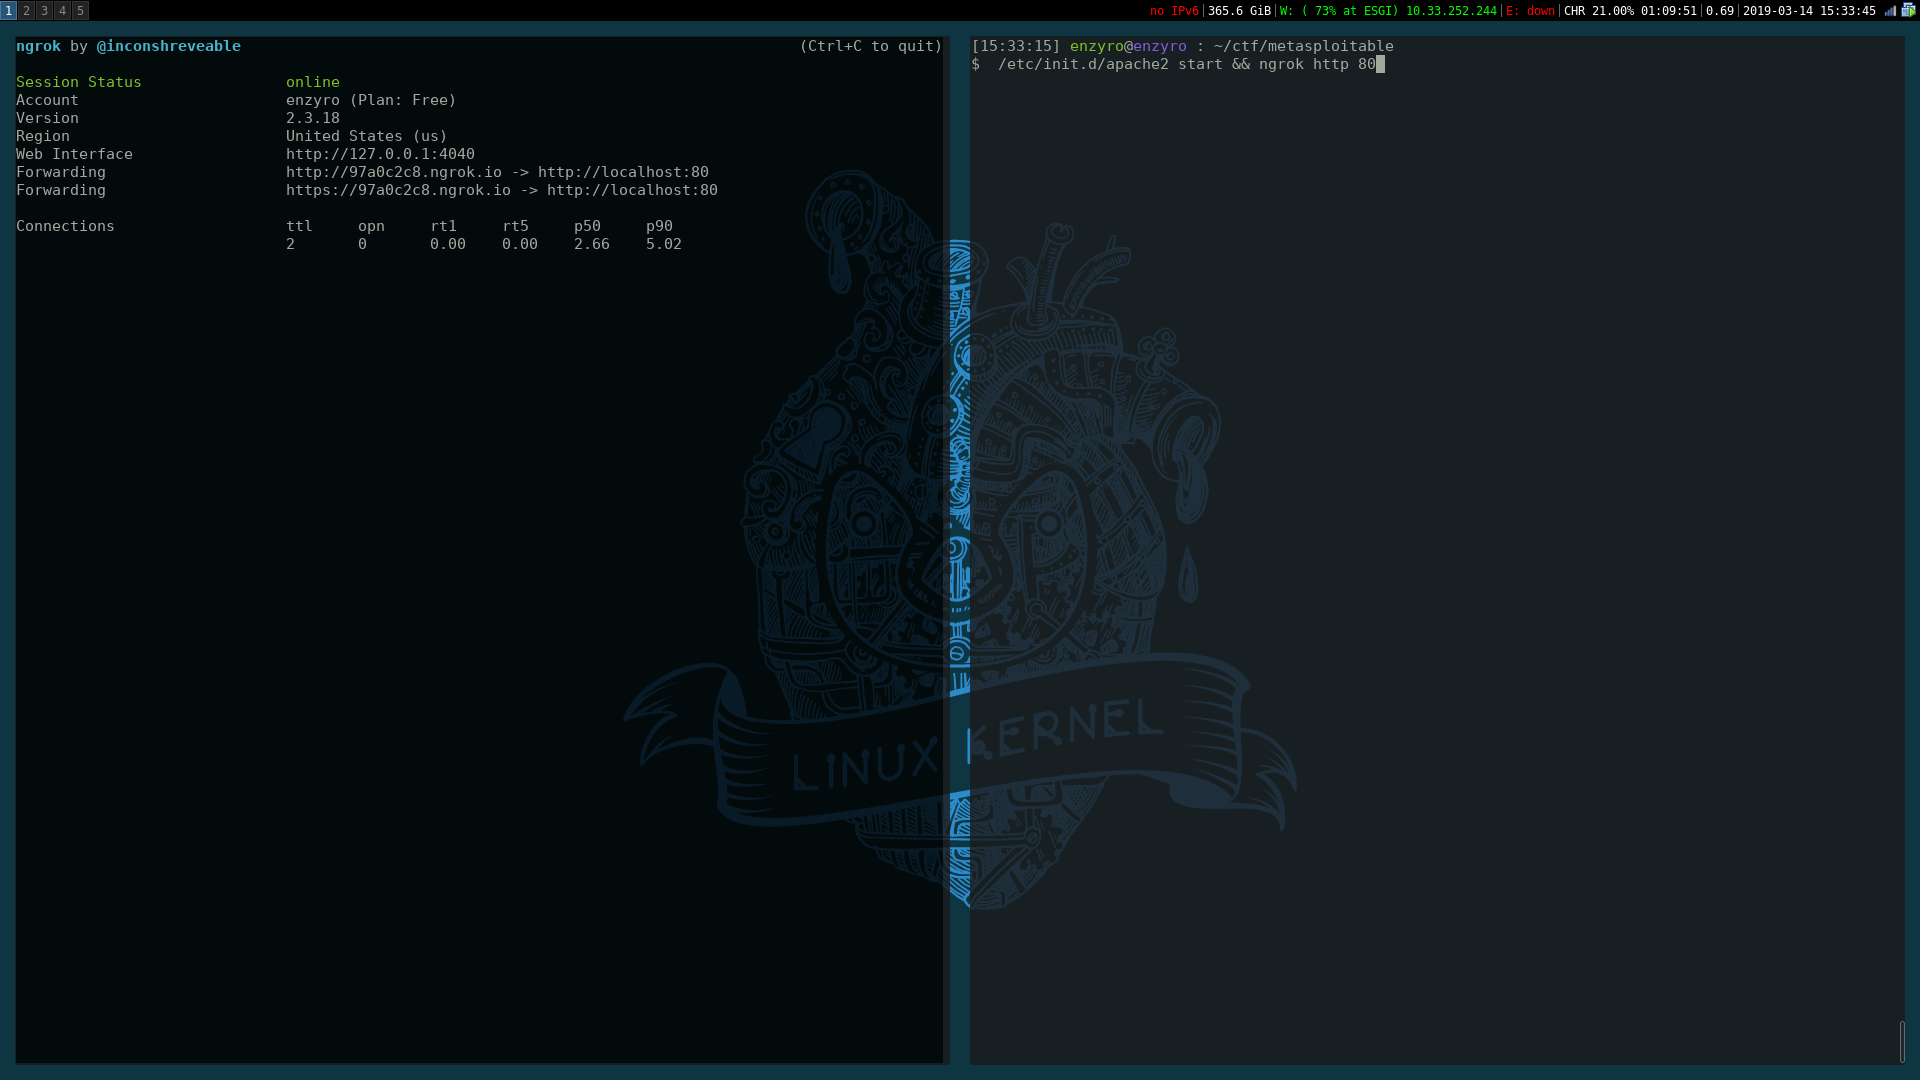 1 2 3 4 5 no IPv6|365.6 GiB|W: ( 73% at ESGI) 10.33.252.244|E: down|CHR 21.00% 01:09:51|0.69|2019-03-14 15:33:45
ngrok by @inconshreveable (Ctrl+C to quit)
Session Status online
Account enzyro (Plan: Free)
Version 2.3.18
Region United States (us)
Web Interface http://127.0.0.1:4040
Forwarding http://97a0c2c8.ngrok.io -> http://localhost:80
Forwarding https://97a0c2c8.ngrok.io -> http://localhost:80
Connections ttl opn rt1 rt5 p50 p90
2 0 0.00 0.00 2.66 5.02
[15:33:15] enzyro@enzyro : ~/ctf/metasploitable
$ /etc/init.d/apache2 start && ngrok http 80
LINUX KERNEL